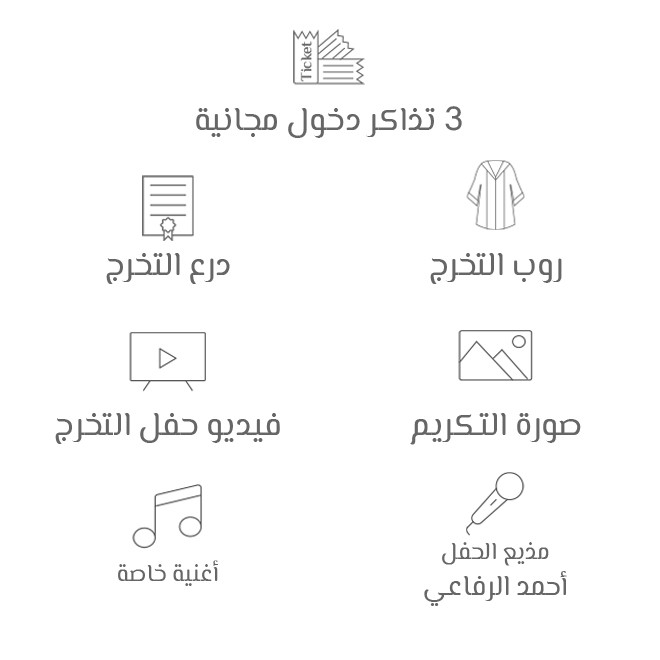 Ticket
3 تذاكر دخول مجانية
روب التخرج
درع التخرج
صورة التكريم
فيديو حفل التخرج
مذيع الحفل
أحمد الرفاعي
أغنية خاصة